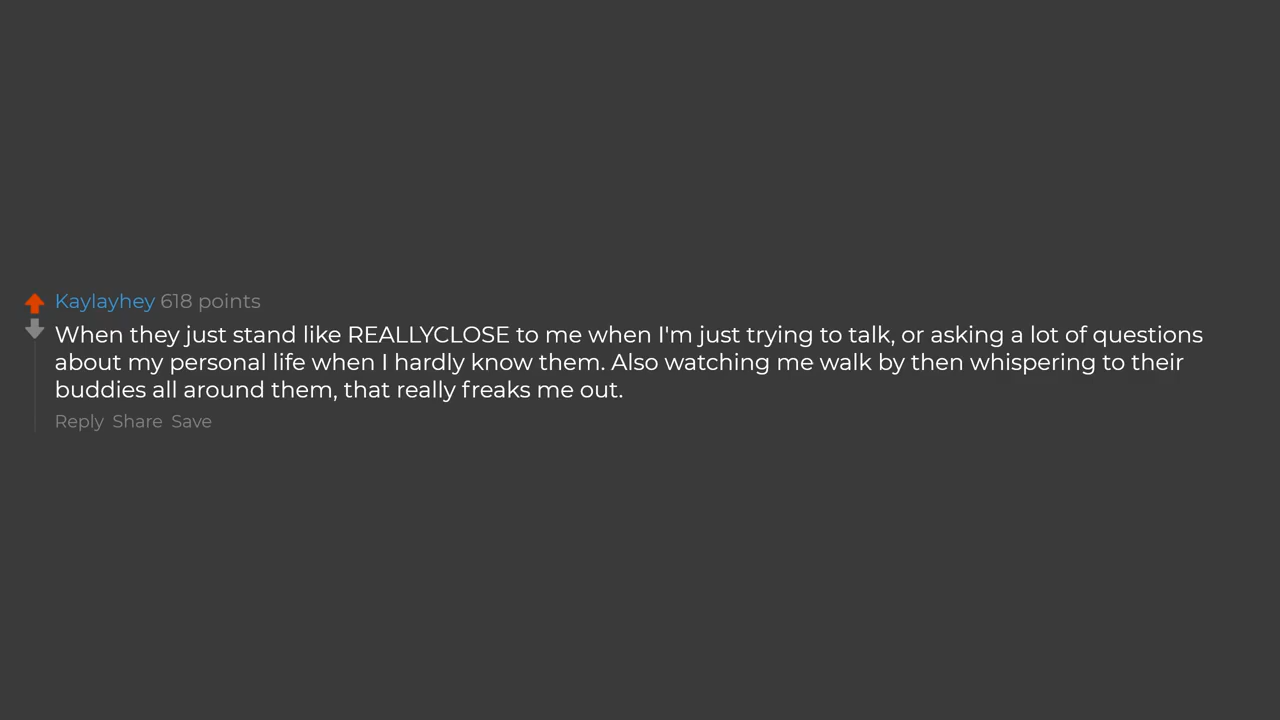 Kaylayhey 618 points
When they just stand like REALLYCLOSE to me when I'm just trying to talk, or asking a lot of questions
about my personal life when I hardly know them. Also watching me walk by then whispering to their
buddies all around them, that really freaks me out.
Reply Share Save